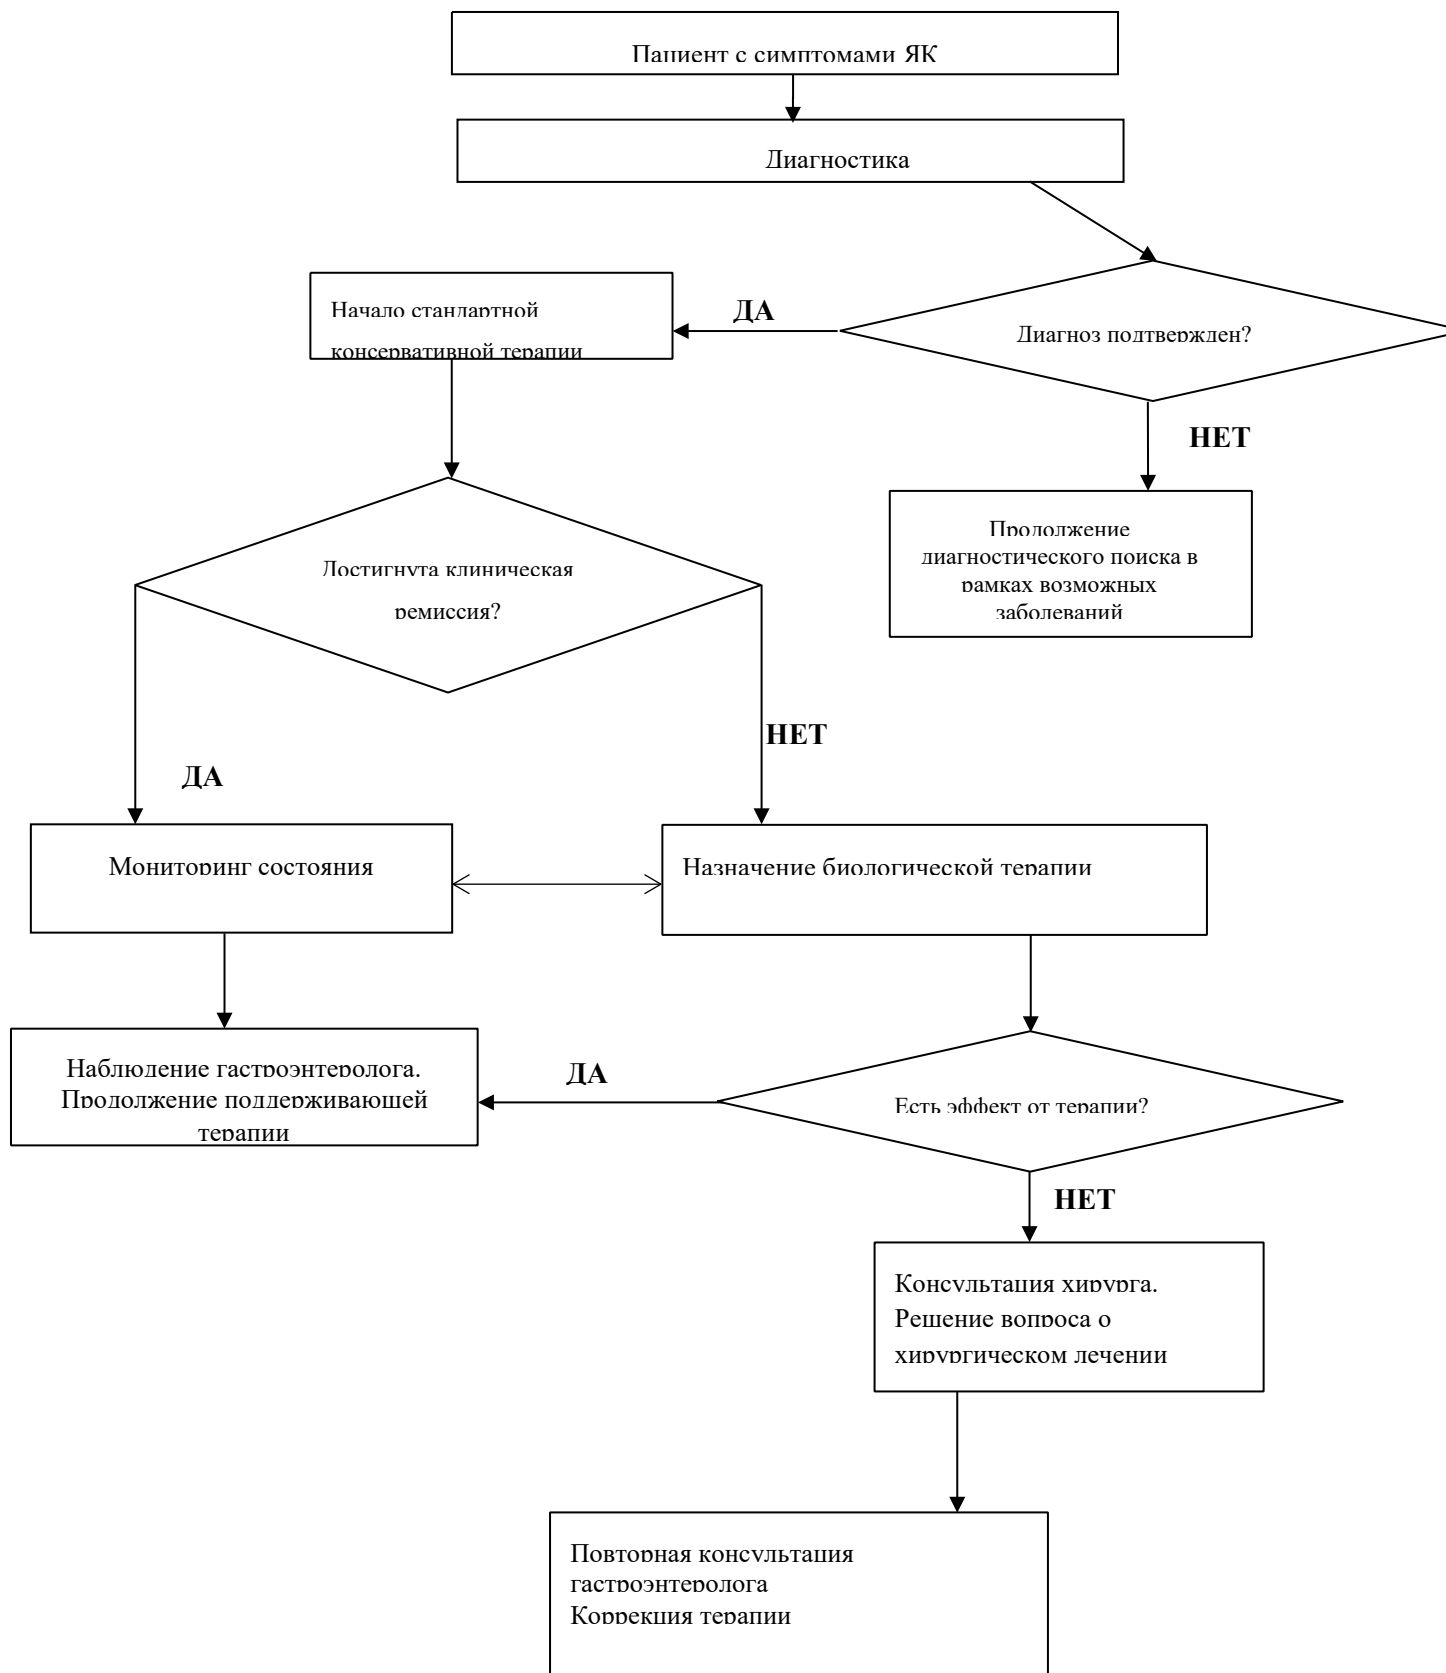 Пациент с симптомами ЯК
Диагностика
Начало стандартной
консервативной терапии
ДА
Диагноз подтвержден?
НЕТ
Продолжение
диагностического поиска в
рамках возможных
заболеваний
Достигнута клиническая
ремиссия?
НЕТ
ДА
Мониторинг состояния
Назначение биологической терапии
Наблюдение гастроэнтеролога.
Продолжение поддерживающей
терапии
ДА
Есть эффект от терапии?
НЕТ
Консультация хирурга.
Решение вопроса о
хирургическом лечении
Повторная консультация
гастроэнтеролога
Коррекция терапии